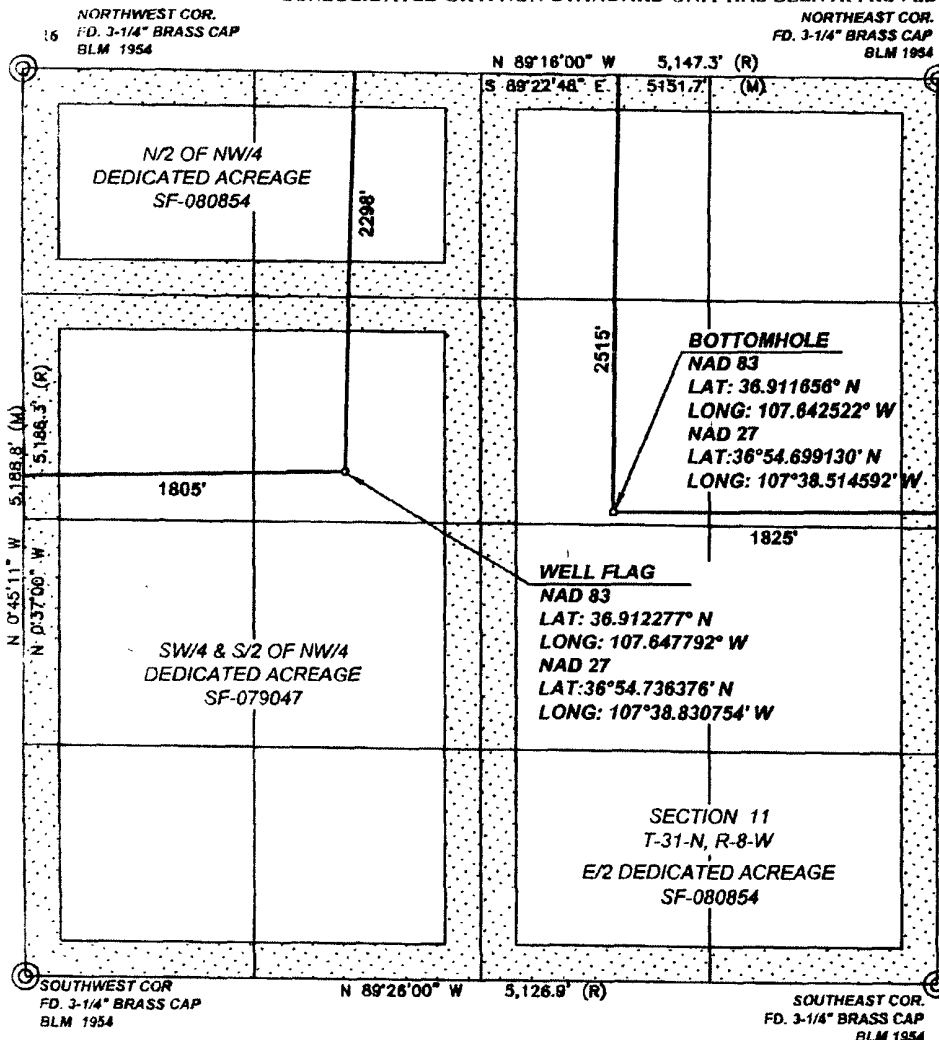 NORTHWEST COR.
16 FD. 3-1/4" BRASS CAP
BLM 1954
NORTHEAST COR.
FD. 3-1/4" BRASS CAP
BLM 1954
N 89°16'00" W 5,147.3' (R)
S 89°22'48" E 5151.7' (M)
N/2 OF NW/4
DEDICATED ACREAGE
SF-080854
2298'
2515'
BOTTOMHOLE
NAD 83
LAT: 36.911656° N
LONG: 107.642522° W
NAD 27
LAT:36°54.699130' N
LONG: 107°38.514592' W
N 0°45'11" W 5,188.8' (M)
N 0°37'00" W 5,186.3' (R)
1805'
1825'
WELL FLAG
NAD 83
LAT: 36.912277° N
LONG: 107.647792° W
NAD 27
LAT:36°54.736376' N
LONG: 107°38.830754' W
SW/4 & S/2 OF NW/4
DEDICATED ACREAGE
SF-079047
SECTION 11
T-31-N, R-8-W
E/2 DEDICATED ACREAGE
SF-080854
SOUTHWEST COR
FD. 3-1/4" BRASS CAP
BLM 1954
N 89°26'00" W 5,126.9' (R)
SOUTHEAST COR.
FD. 3-1/4" BRASS CAP
BLM 1954